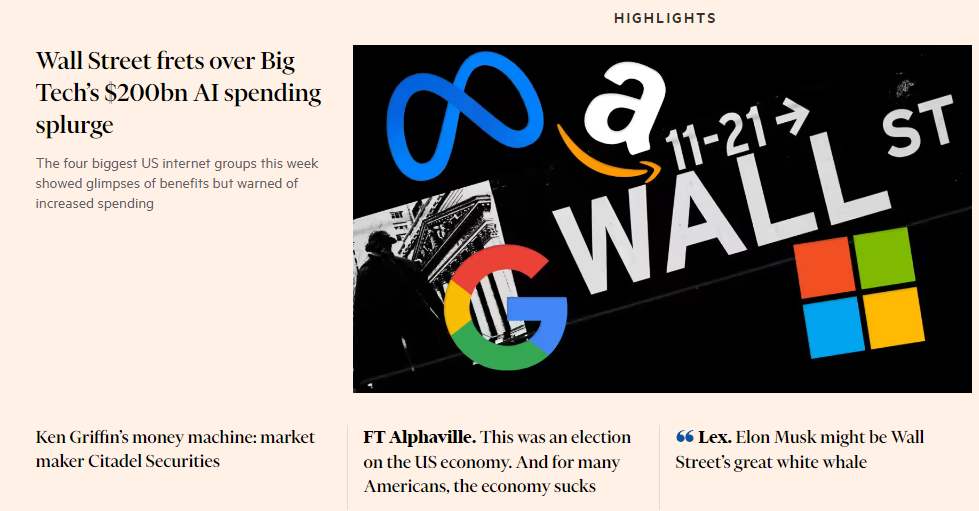 HIGHLIGHTS
Wall Street frets over Big
Tech's $200bn AI spending
splurge
The four biggest US internet groups this week
showed glimpses of benefits but warned of
increased spending
a
11-21→
WALL ST
G
Ken Griffin's money machine: market
maker Citadel Securities
FT Alphaville. This was an election
on the US economy. And for many
Americans, the economy sucks
“ Lex. Elon Musk might be Wall
Street's great white whale